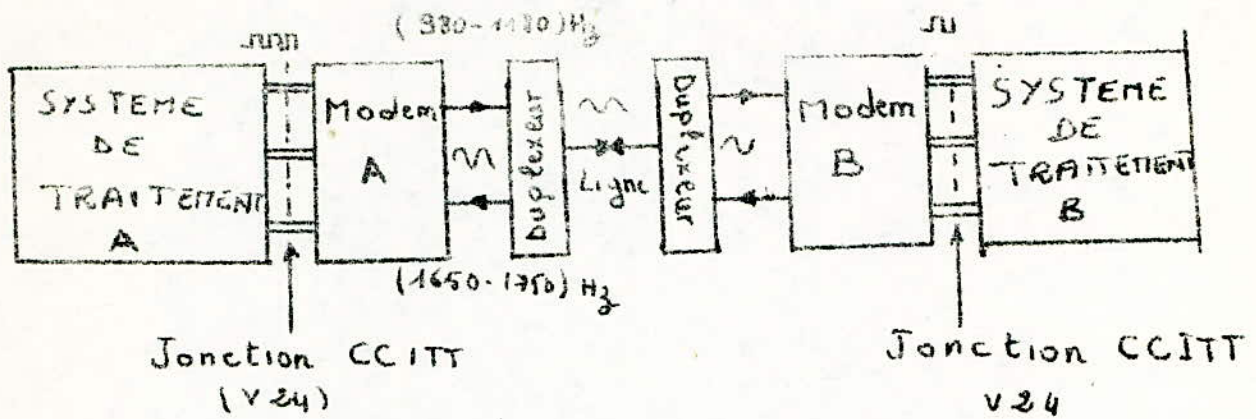 (980-1180)Hz
SYSTEME
DE
TRAITEMENT
A
Modem
A
Duplexeur
Ligne
Duplexeur
Modem
B
SYSTEME
DE
TRAITEMENT
B
(1650-1750) Hz
Jonction CCITT
(V24)
Jonction CCITT
V24